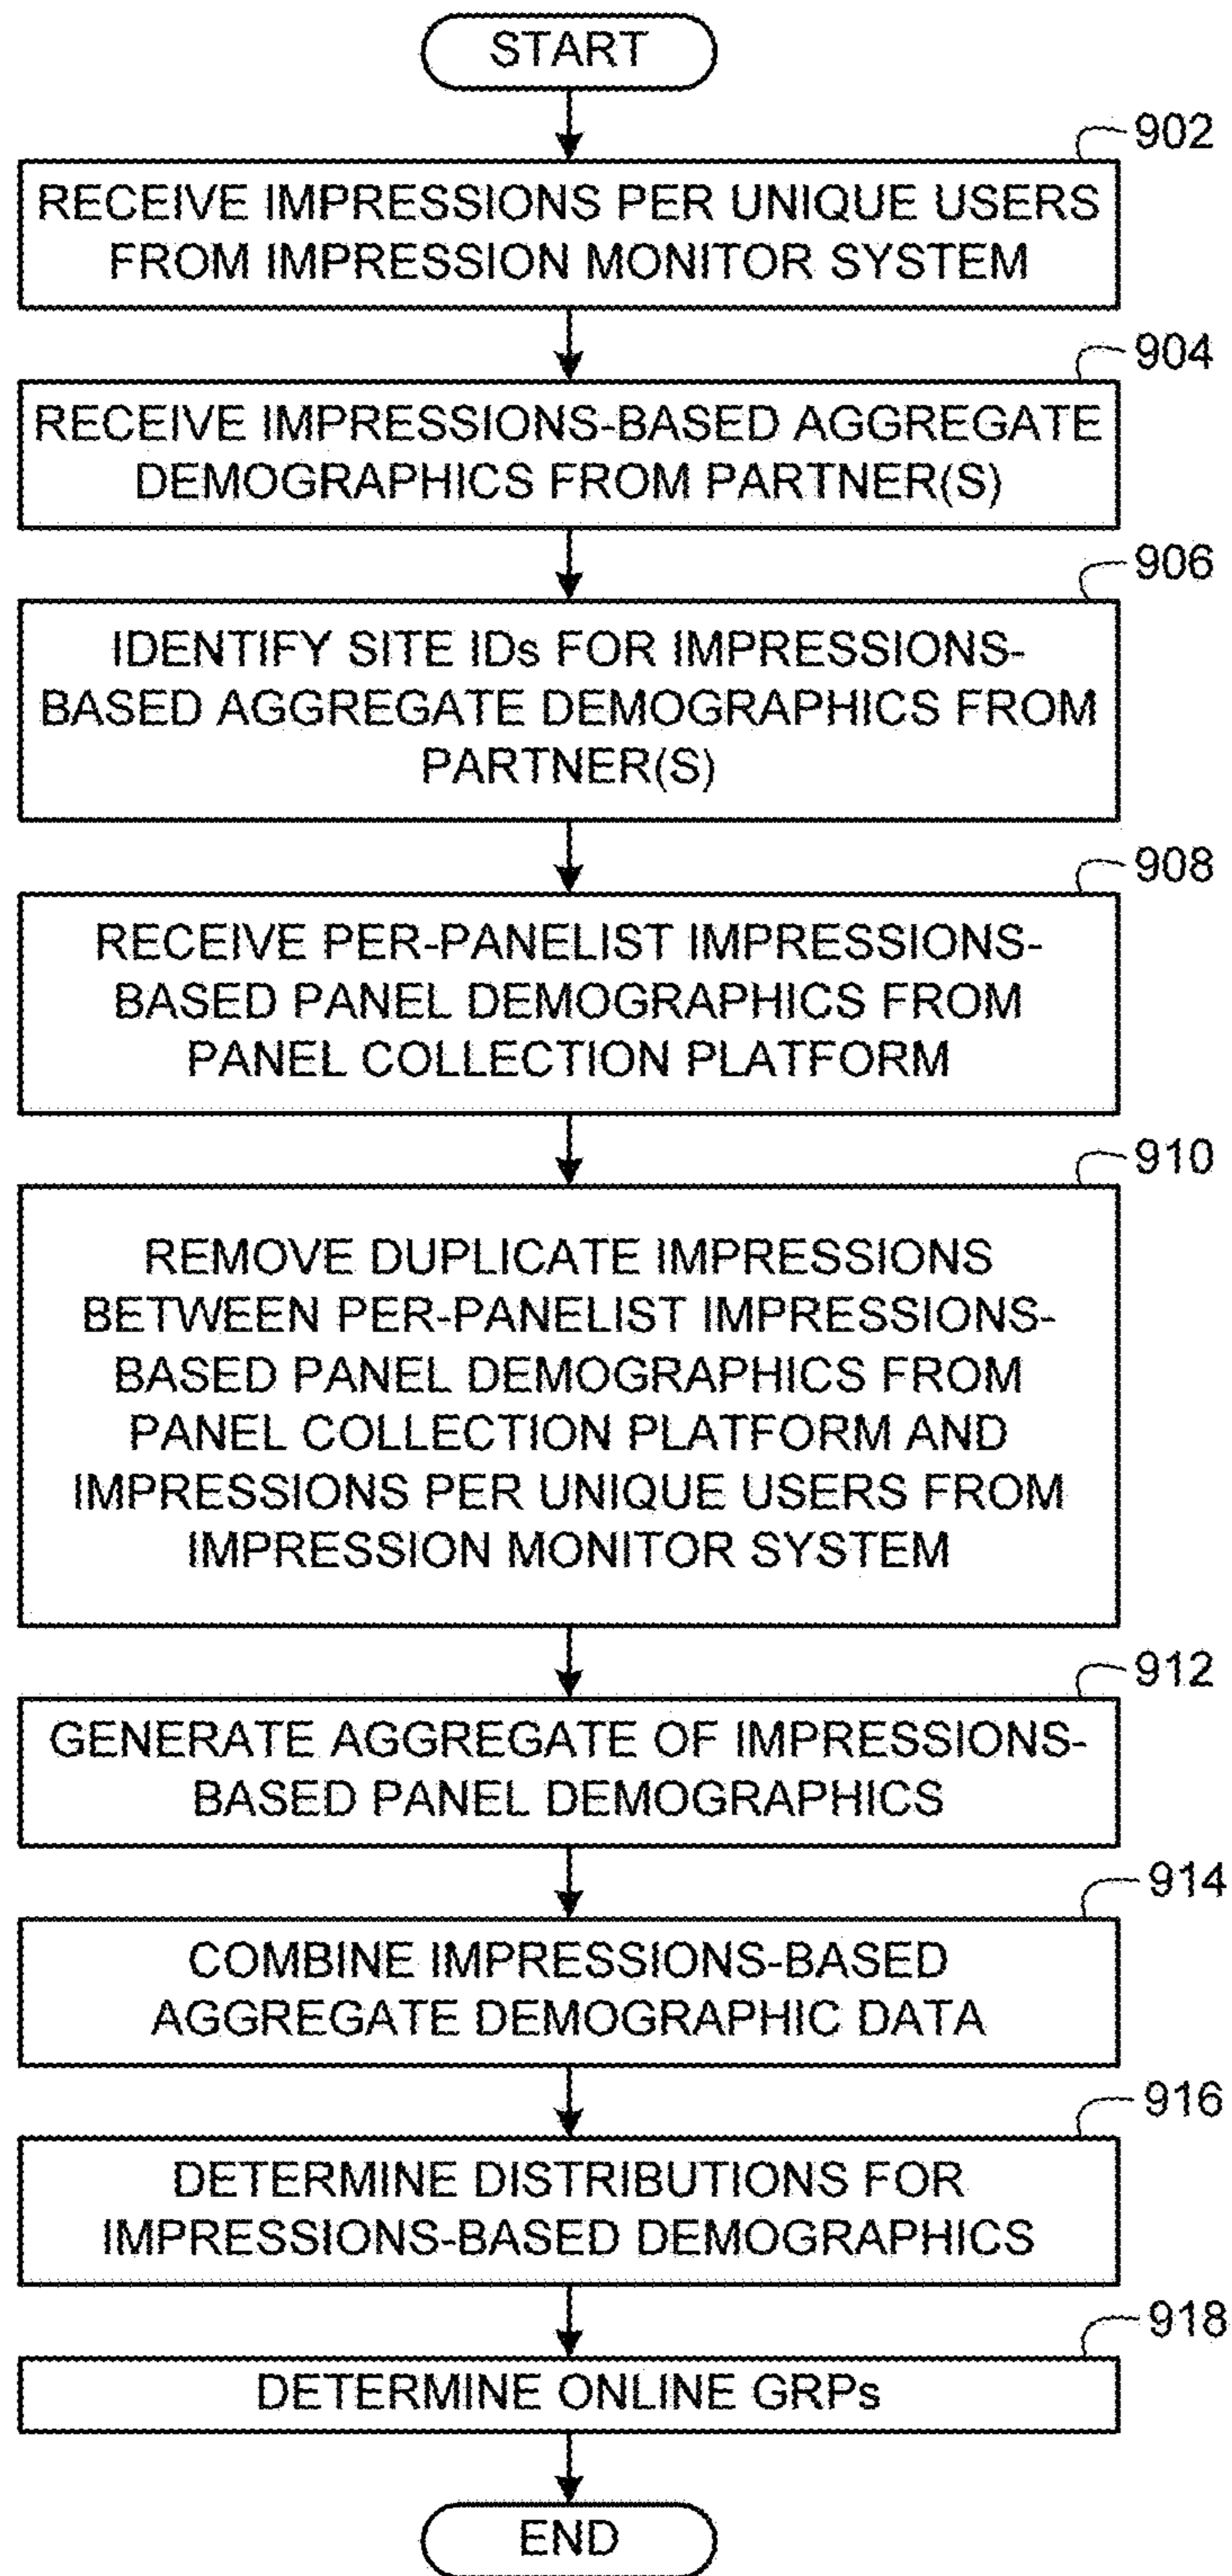 START
902
RECEIVE IMPRESSIONS PER UNIQUE USERS
FROM IMPRESSION MONITOR SYSTEM
904
RECEIVE IMPRESSIONS-BASED AGGREGATE
DEMOGRAPHICS FROM PARTNER(S)
906
IDENTIFY SITE IDs FOR IMPRESSIONS-
BASED AGGREGATE DEMOGRAPHICS FROM
PARTNER(S)
908
RECEIVE PER-PANELIST IMPRESSIONS-
BASED PANEL DEMOGRAPHICS FROM
PANEL COLLECTION PLATFORM
910
REMOVE DUPLICATE IMPRESSIONS
BETWEEN PER-PANELIST IMPRESSIONS-
BASED PANEL DEMOGRAPHICS FROM
PANEL COLLECTION PLATFORM AND
IMPRESSIONS PER UNIQUE USERS FROM
IMPRESSION MONITOR SYSTEM
912
GENERATE AGGREGATE OF IMPRESSIONS-
BASED PANEL DEMOGRAPHICS
914
COMBINE IMPRESSIONS-BASED
AGGREGATE DEMOGRAPHIC DATA
916
DETERMINE DISTRIBUTIONS FOR
IMPRESSIONS-BASED DEMOGRAPHICS
918
DETERMINE ONLINE GRPs
END